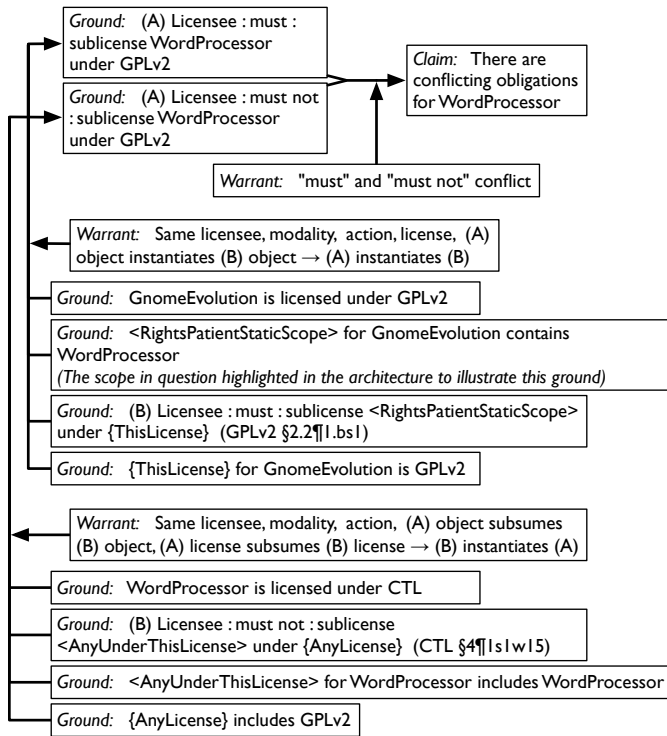 Ground: (A) Licensee : must :
sublicense WordProcessor
under GPLv2
Claim: There are
conflicting obligations
for WordProcessor
Ground: (A) Licensee : must not
: sublicense WordProcessor
under GPLv2
Warrant: "must" and "must not" conflict
Warrant: Same licensee, modality, action, license, (A)
object instantiates (B) object → (A) instantiates (B)
Ground: GnomeEvolution is licensed under GPLv2
Ground: <RightsPatientStaticScope> for GnomeEvolution contains
WordProcessor
(The scope in question highlighted in the architecture to illustrate this ground)
Ground: (B) Licensee : must : sublicense <RightsPatientStaticScope>
under {ThisLicense} (GPLv2 §2.2¶1.bs1)
Ground: {ThisLicense} for GnomeEvolution is GPLv2
Warrant: Same licensee, modality, action, (A) object subsumes
(B) object, (A) license subsumes (B) license → (B) instantiates (A)
Ground: WordProcessor is licensed under CTL
Ground: (B) Licensee : must not : sublicense
<AnyUnderThisLicense> under {AnyLicense} (CTL §4¶1s1w15)
Ground: <AnyUnderThisLicense> for WordProcessor includes WordProcessor
Ground: {AnyLicense} includes GPLv2